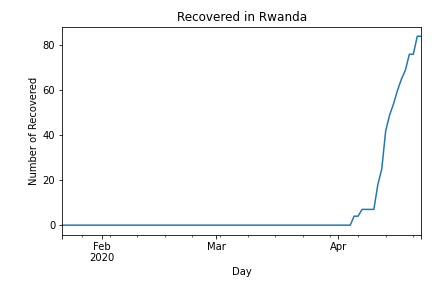 Recovered in Rwanda
Number of Recovered
80
60
40
20
0
Feb
2020
Mar
Apr
Day